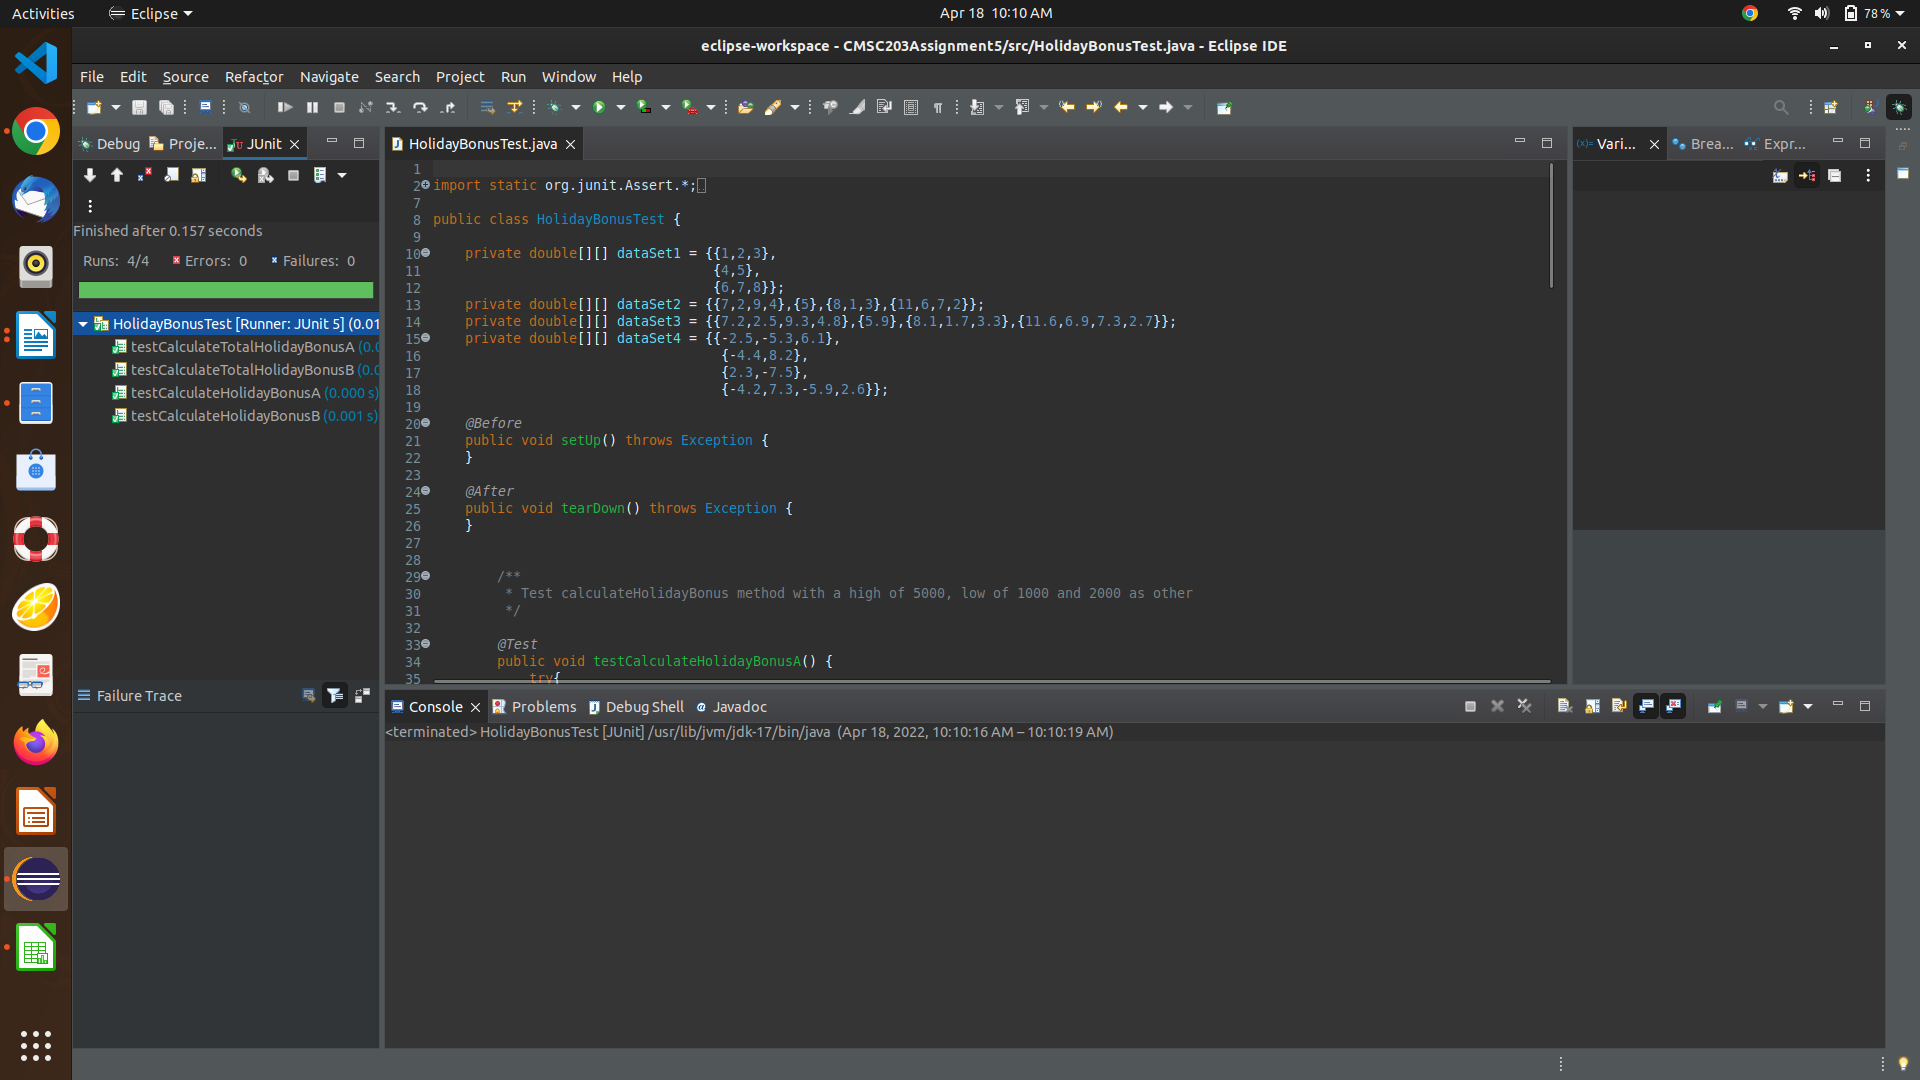 Activities
Eclipse
Apr 18 10:10 AM
78 %
eclipse-workspace - CMSC203Assignment5/src/HolidayBonusTest.java - Eclipse IDE
File Edit Source Refactor Navigate Search Project Run Window Help
Debug Proje... JUnit
HolidayBonusTest.java
Vari... Brea... Expr...
Finished after 0.157 seconds
Runs: 4/4 Errors: 0 Failures: 0
HolidayBonusTest [Runner: JUnit 5] (0.01
testCalculateTotalHolidayBonusA (0.0
testCalculateTotalHolidayBonusB (0.0
testCalculateHolidayBonusA (0.000 s)
testCalculateHolidayBonusB (0.001 s)
Failure Trace
1
2 import static org.junit.Assert.*;
7
8 public class HolidayBonusTest {
9
10 private double[][] dataSet1 = {{1,2,3},
11 {4,5},
12 {6,7,8}};
13 private double[][] dataSet2 = {{7,2,9,4},{5},{8,1,3},{11,6,7,2}};
14 private double[][] dataSet3 = {{7.2,2.5,9.3,4.8},{5.9},{8.1,1.7,3.3},{11.6,6.9,7.3,2.7}};
15 private double[][] dataSet4 = {{-2.5,-5.3,6.1},
16 {-4.4,8.2},
17 {2.3,-7.5},
18 {-4.2,7.3,-5.9,2.6}};
19
20 @Before
21 public void setUp() throws Exception {
22 }
23
24 @After
25 public void tearDown() throws Exception {
26 }
27
28
29 /**
30 * Test calculateHolidayBonus method with a high of 5000, low of 1000 and 2000 as other
31 */
32
33 @Test
34 public void testCalculateHolidayBonusA() {
35 try{
Console Problems Debug Shell Javadoc
<terminated> HolidayBonusTest [JUnit] /usr/lib/jvm/jdk-17/bin/java (Apr 18, 2022, 10:10:16 AM – 10:10:19 AM)